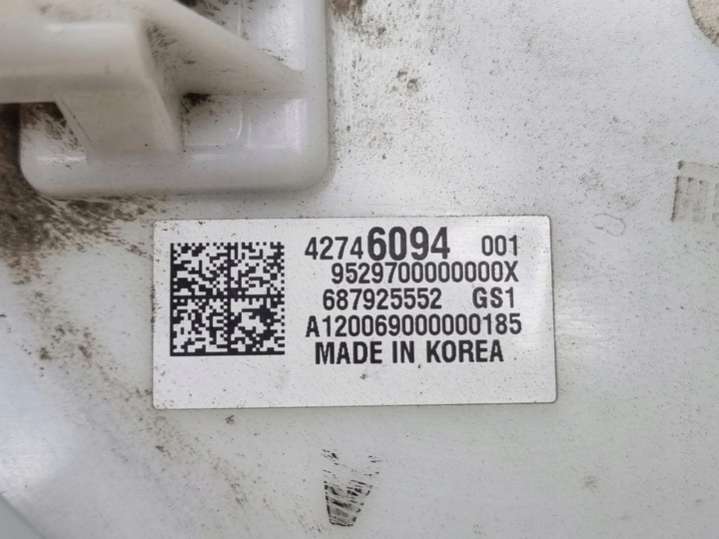 42746094 001
9529700000000X
687925552 GS1
A120069000000185
MADE IN KOREA